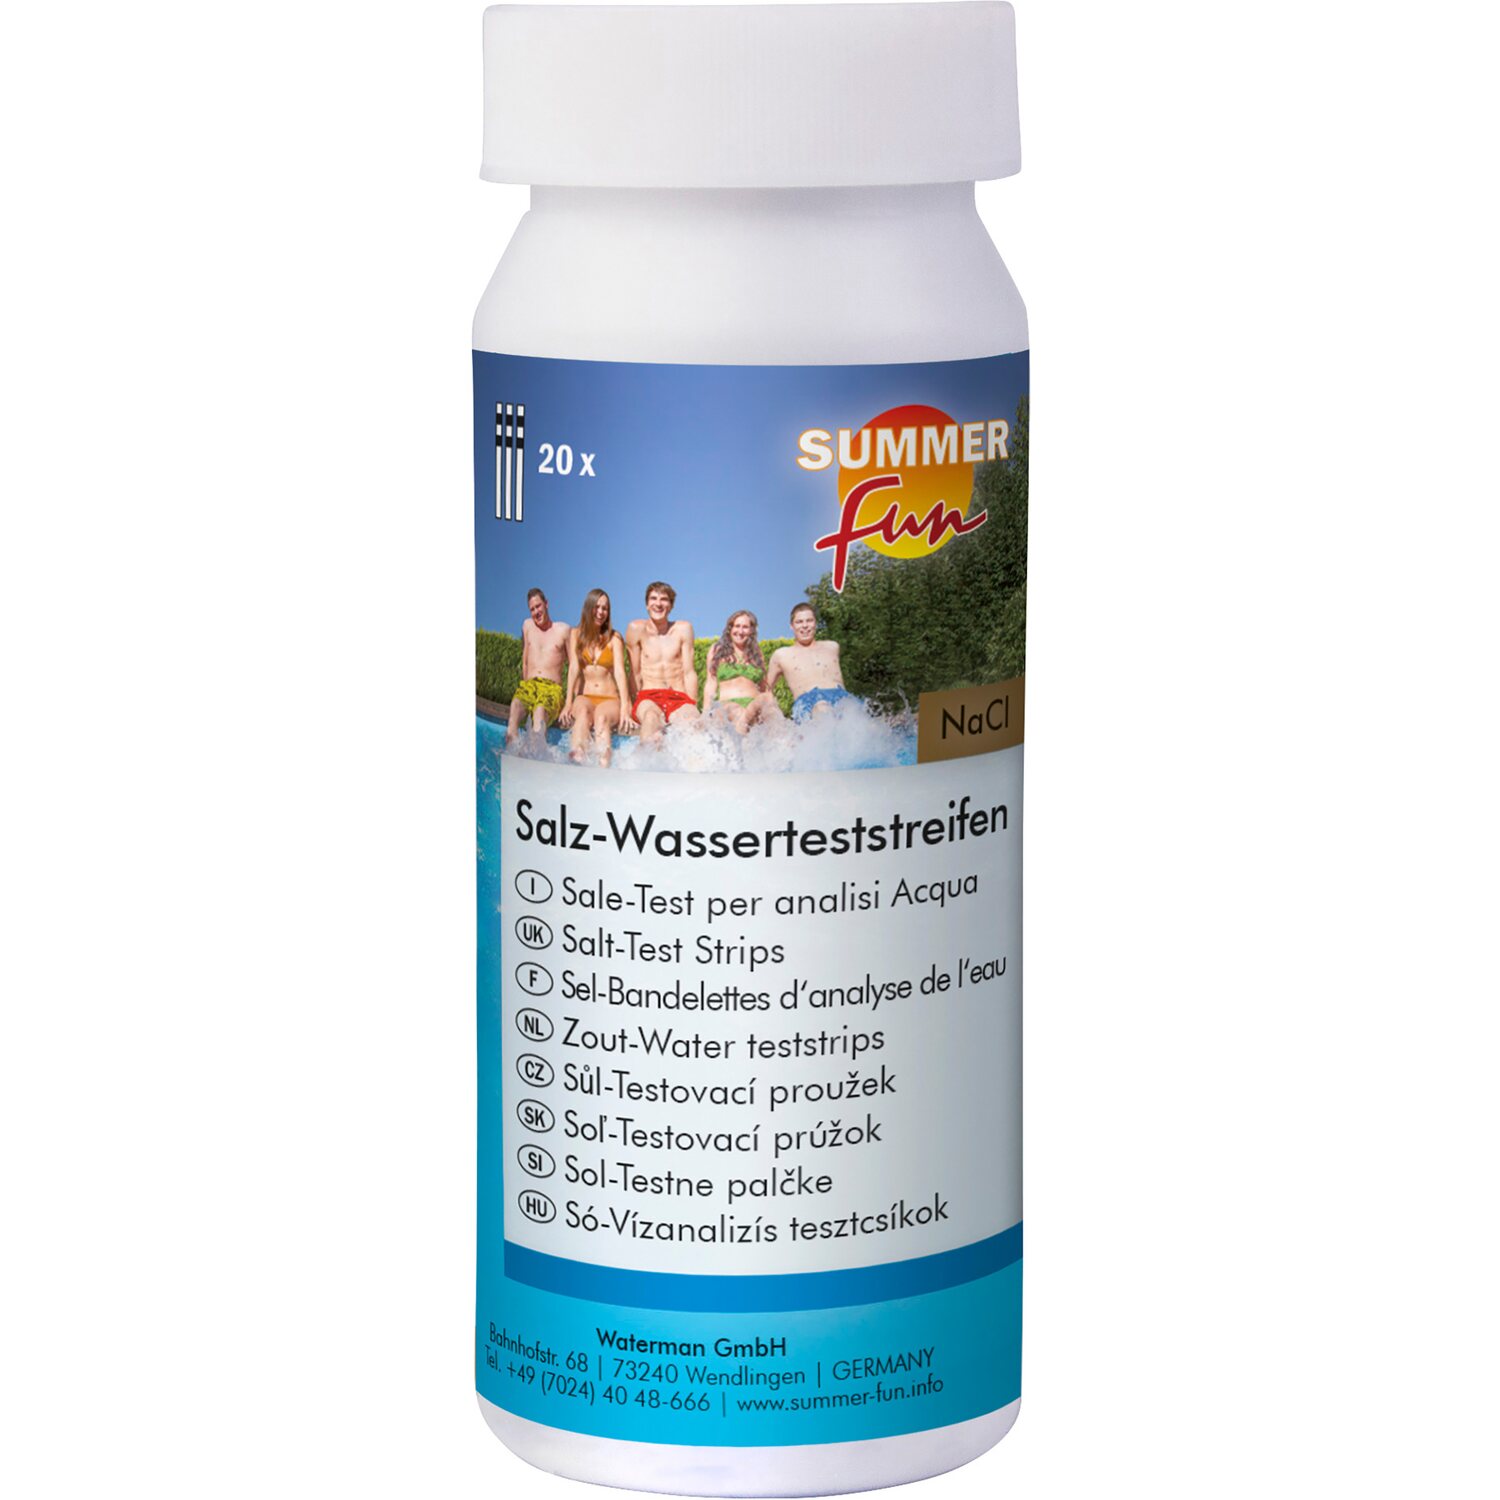 20 x
SUMMER
fun
NaCl
Salz-Wasserteststreifen
I Sale-Test per analisi Acqua
UK Salt-Test Strips
F Sel-Bandelettes d‘analyse de l‘eau
NL Zout-Water teststrips
CZ Sůl-Testovací proužek
SK Soľ-Testovací prúžok
SI Sol-Testne palčke
HU Só-Vízanalizís tesztcsíkok
Waterman GmbH
Bahnhofstr. 68 | 73240 Wendlingen | GERMANY
Tel. +49 (7024) 40 48-666 | www.summer-fun.info